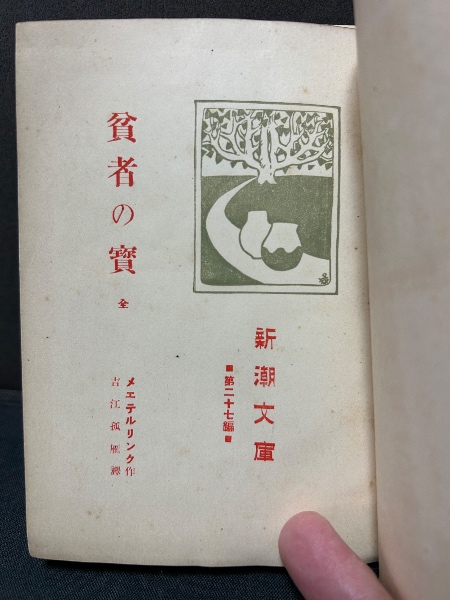 新潮文庫
■第二十七編■
貧者の寶
全
メエテルリンク作
吉江孤雁譯